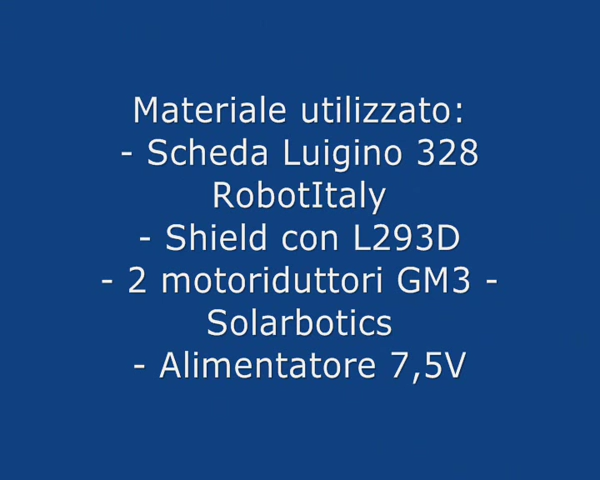 Materiale utilizzato:
- Scheda Luigino 328
RobotItaly
- Shield con L293D
- 2 motoriduttori GM3 -
Solarbotics
- Alimentatore 7,5V